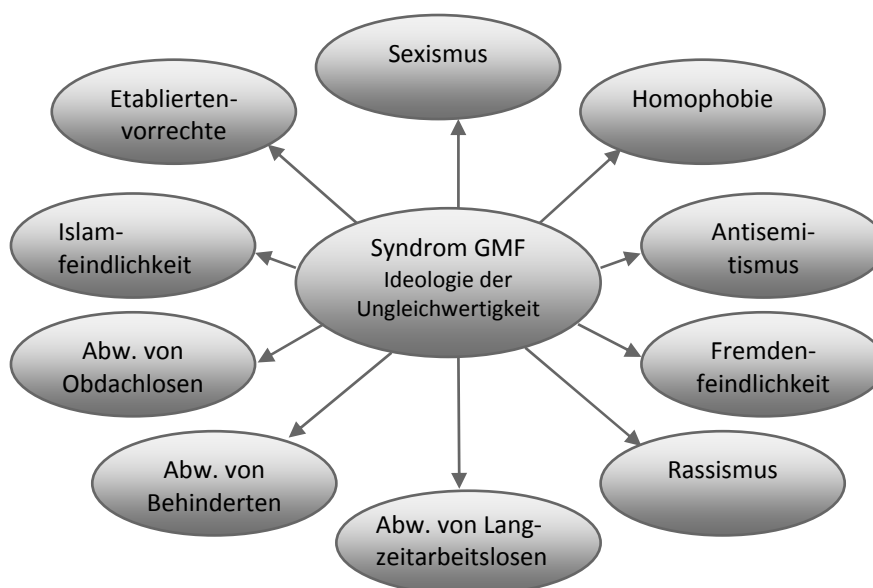 Sexismus
Etablierten-
vorrechte
Homophobie
Islam-
feindlichkeit
Syndrom GMF
Ideologie der
Ungleichwertigkeit
Antisemi-
tismus
Abw. von
Obdachlosen
Fremden-
feindlichkeit
Abw. von
Behinderten
Rassismus
Abw. von Lang-
zeitarbeitslosen